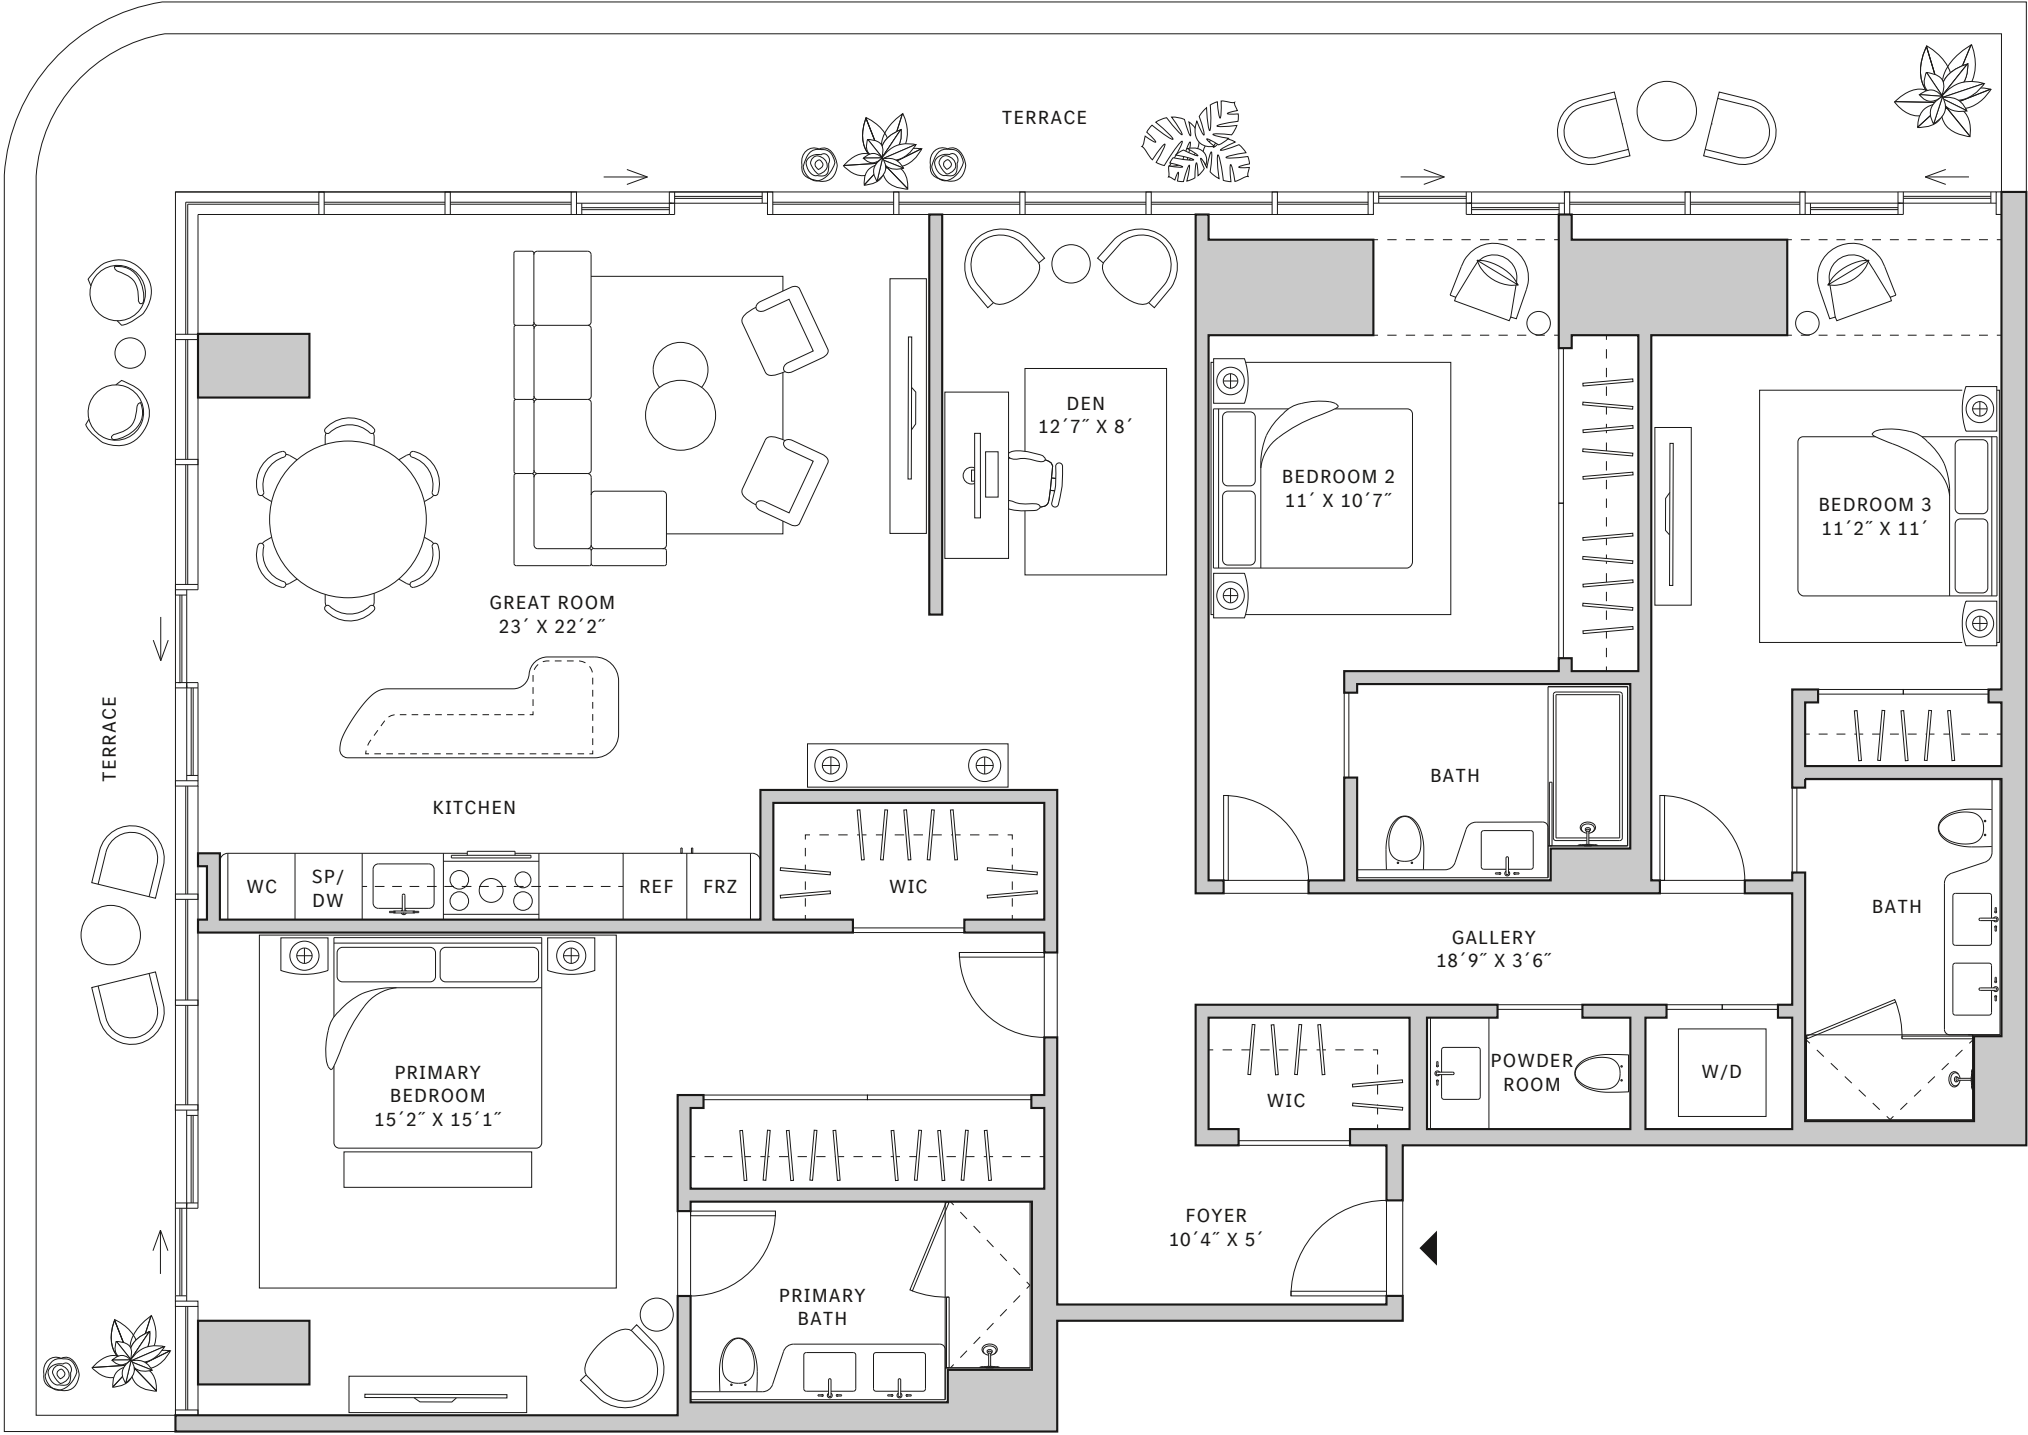 TERRACE
DEN
12´7˝ X 8´
BEDROOM 2
11´ X 10´7˝
BEDROOM 3
11´2˝ X 11´
GREAT ROOM
23´ X 22´2˝
TERRACE
KITCHEN
BATH
WC
SP/
DW
REF
FRZ
WIC
BATH
GALLERY
18´9˝ X 3´6˝
PRIMARY
BEDROOM
15´2˝ X 15´1˝
WIC
POWDER
ROOM
W/D
FOYER
10´4˝ X 5´
PRIMARY
BATH